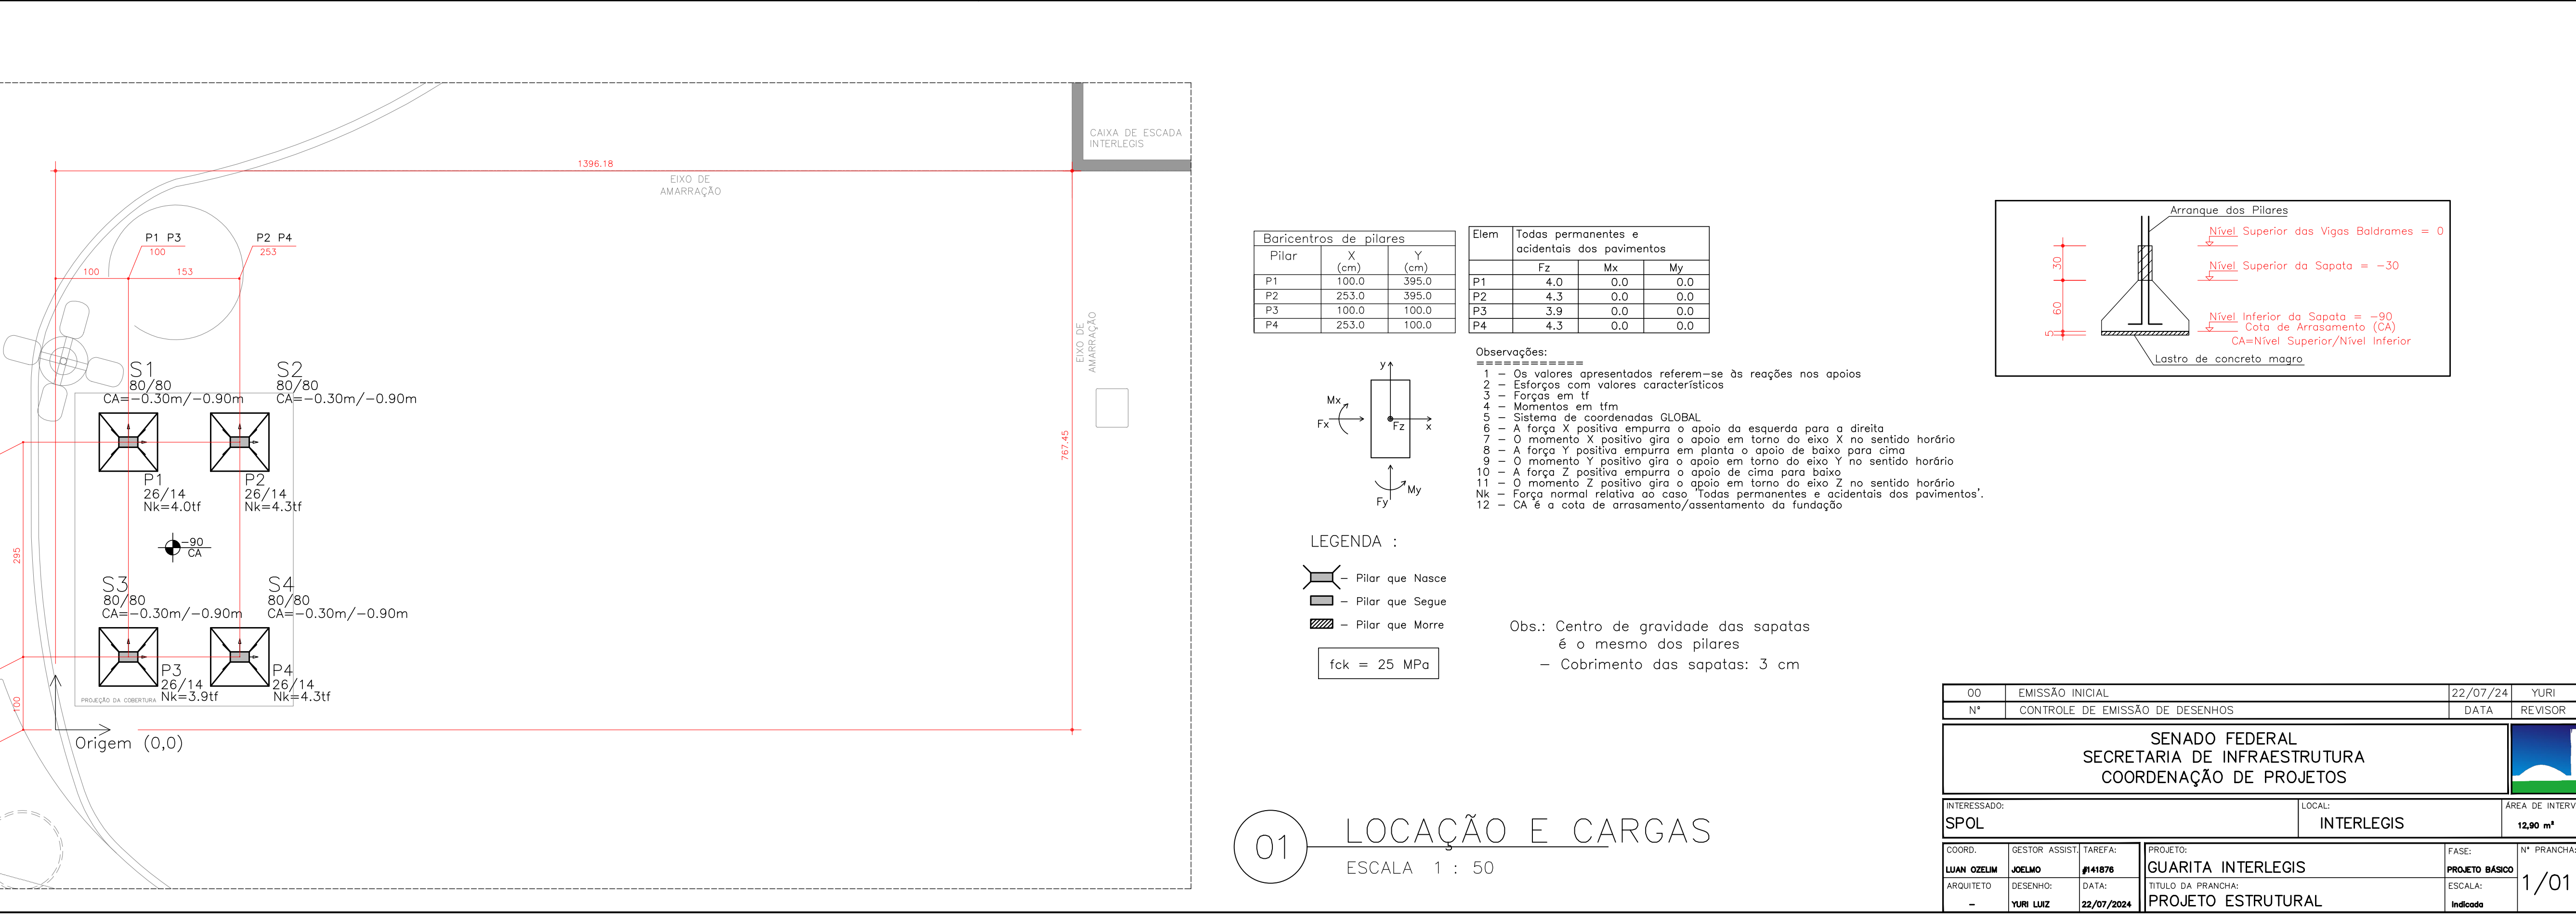 CAIXA DE ESCADA
INTERLEGIS
1396.18
EIXO DE
AMARRAÇÃO
P1 P3
100
P2 P4
253
100
153
EIXO DE
AMARRAÇÃO
767.45
S1
80/80
CA=-0.30m/-0.90m
S2
80/80
CA=-0.30m/-0.90m
P1
26/14
Nk=4.0tf
P2
26/14
Nk=4.3tf
-90
CA
295
S3
80/80
CA=-0.30m/-0.90m
S4
80/80
CA=-0.30m/-0.90m
P3
26/14
Nk=3.9tf
P4
26/14
Nk=4.3tf
PROJEÇÃO DA COBERTURA
100
Origem (0,0)
Baricentros de pilares
Pilar X (cm) Y (cm)
P1 100.0 395.0
P2 253.0 395.0
P3 100.0 100.0
P4 253.0 100.0
Elem Todas permanentes e
acidentais dos pavimentos
Fz Mx My
P1 4.0 0.0 0.0
P2 4.3 0.0 0.0
P3 3.9 0.0 0.0
P4 4.3 0.0 0.0
y
Mx
Fx
Fz
x
My
Fy
Observações:
============
1 - Os valores apresentados referem-se às reações nos apoios
2 - Esforços com valores característicos
3 - Forças em tf
4 - Momentos em tfm
5 - Sistema de coordenadas GLOBAL
6 - A força X positiva empurra o apoio da esquerda para a direita
7 - O momento X positivo gira o apoio em torno do eixo X no sentido horário
8 - A força Y positiva empurra em planta o apoio de baixo para cima
9 - O momento Y positivo gira o apoio em torno do eixo Y no sentido horário
10 - A força Z positiva empurra o apoio de cima para baixo
11 - O momento Z positivo gira o apoio em torno do eixo Z no sentido horário
Nk - Força normal relativa ao caso 'Todas permanentes e acidentais dos pavimentos'.
12 - CA é a cota de arrasamento/assentamento da fundação
LEGENDA :
- Pilar que Nasce
- Pilar que Segue
- Pilar que Morre
fck = 25 MPa
Obs.: Centro de gravidade das sapatas
é o mesmo dos pilares
- Cobrimento das sapatas: 3 cm
01
LOCAÇÃO E CARGAS
ESCALA 1 : 50
Arranque dos Pilares
Nível Superior das Vigas Baldrames = 0
30
Nível Superior da Sapata = -30
60
Nível Inferior da Sapata = -90
Cota de Arrasamento (CA)
5
CA=Nível Superior/Nível Inferior
Lastro de concreto magro
00 EMISSÃO INICIAL 22/07/24 YURI
Nº CONTROLE DE EMISSÃO DE DESENHOS DATA REVISOR
SENADO FEDERAL
SECRETARIA DE INFRAESTRUTURA
COORDENAÇÃO DE PROJETOS
INTERESSADO: LOCAL: ÁREA DE INTERV
SPOL INTERLEGIS 12,90 m²
COORD. GESTOR ASSIST. TAREFA: PROJETO: FASE: Nº PRANCHA:
LUAN OZELIM JOELMO #141876 GUARITA INTERLEGIS PROJETO BÁSICO 1/01
ARQUITETO DESENHO: DATA: TITULO DA PRANCHA: ESCALA:
- YURI LUIZ 22/07/2024 PROJETO ESTRUTURAL Indicada